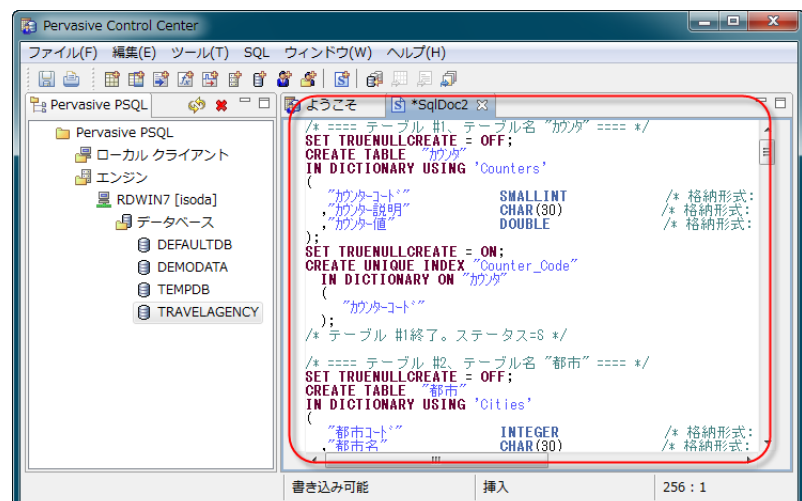 Pervasive Control Center
ファイル(F) 編集(E) ツール(T) SQL ウィンドウ(W) ヘルプ(H)
Pervasive PSQL
Pervasive PSQL
ローカル クライアント
エンジン
RDWIN7 [isoda]
データベース
DEFAULTDB
DEMODATA
TEMPDB
TRAVELAGENCY
ようこそ *SqlDoc2
/* ==== テーブル #1、テーブル名 "ｶｳﾝﾀ" ==== */
SET TRUENULLCREATE = OFF;
CREATE TABLE "ｶｳﾝﾀ"
IN DICTIONARY USING 'Counters'
(
"ｶｳﾝﾀｰｺｰﾄﾞ" SMALLINT /* 格納形式:
,"ｶｳﾝﾀｰ説明" CHAR(30) /* 格納形式:
,"ｶｳﾝﾀｰ値" DOUBLE /* 格納形式:
);
SET TRUENULLCREATE = ON;
CREATE UNIQUE INDEX "Counter_Code"
IN DICTIONARY ON "ｶｳﾝﾀ"
(
"ｶｳﾝﾀｰｺｰﾄﾞ"
);
/* テーブル #1終了。ステータス=S */
/* ==== テーブル #2、テーブル名 "都市" ==== */
SET TRUENULLCREATE = OFF;
CREATE TABLE "都市"
IN DICTIONARY USING 'Cities'
(
"都市ｺｰﾄﾞ" INTEGER /* 格納形式:
,"都市名" CHAR(30) /* 格納形式:
書き込み可能 挿入 256 : 1